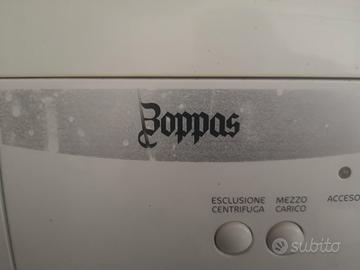 Zoppas
ESCLUSIONE
CENTRIFUGA
MEZZO
CARICO
ACCESO
subito